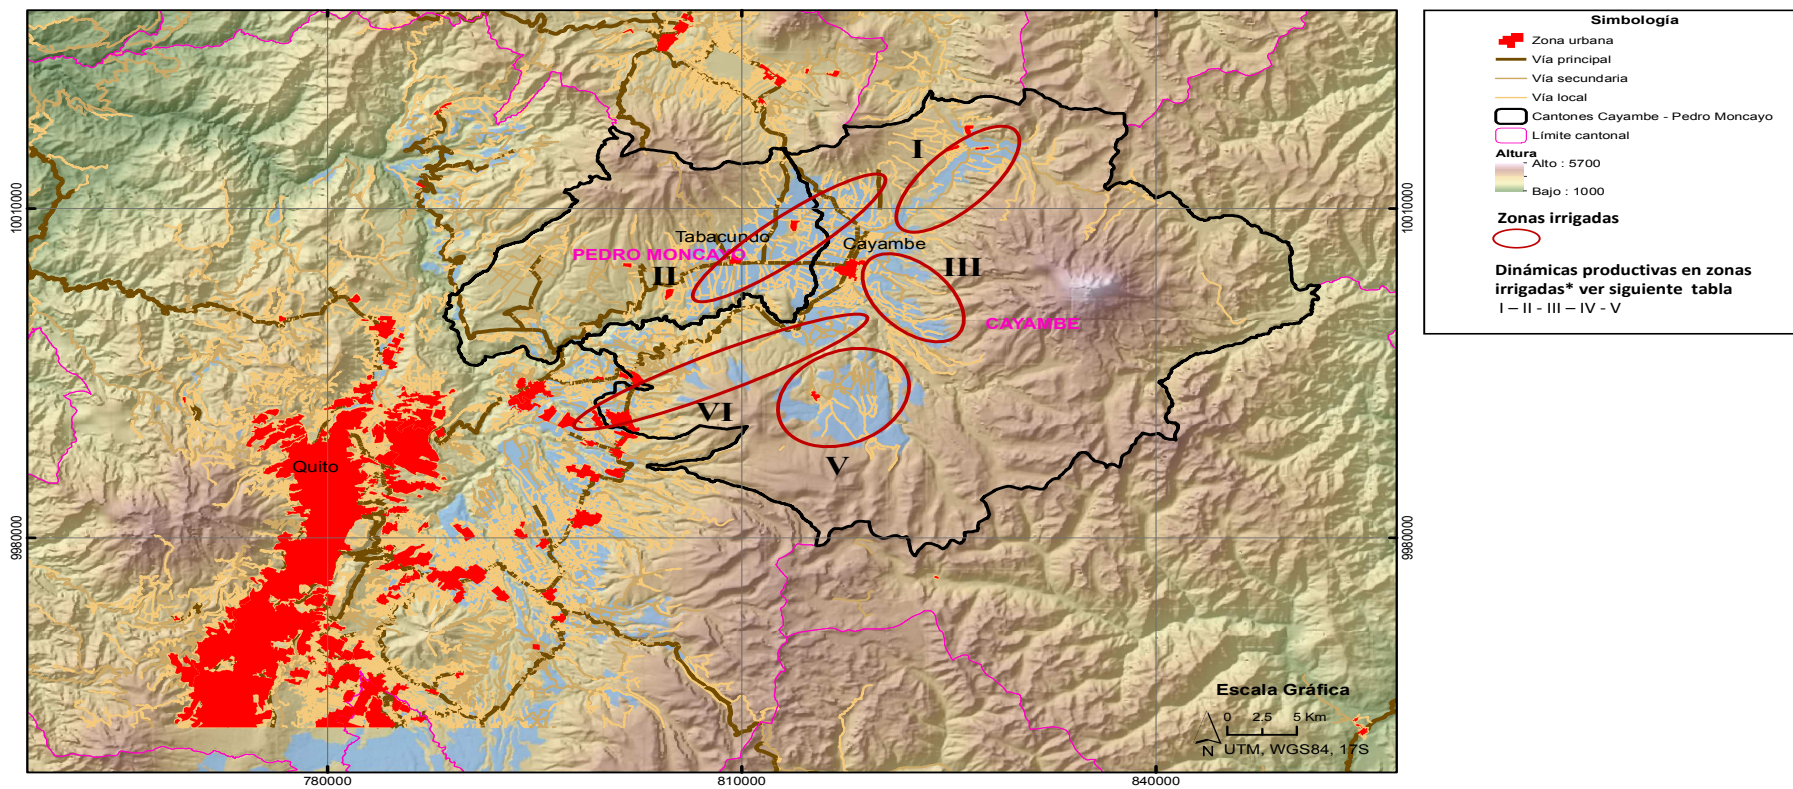 I
Tabacundo
Cayambe
PEDRO MONCAYO
II
III
CAYAMBE
VI
V
Quito
Escala Gráfica
0 2.5 5 Km
N
UTM, WGS84, 17S
10010000
9980000
10010000
9980000
780000
810000
840000
Simbología
Zona urbana
Vía principal
Vía secundaria
Vía local
Cantones Cayambe - Pedro Moncayo
Límite cantonal
Altura
Alto : 5700
Bajo : 1000
Zonas irrigadas
Dinámicas productivas en zonas
irrigadas* ver siguiente tabla
I – II - III – IV - V